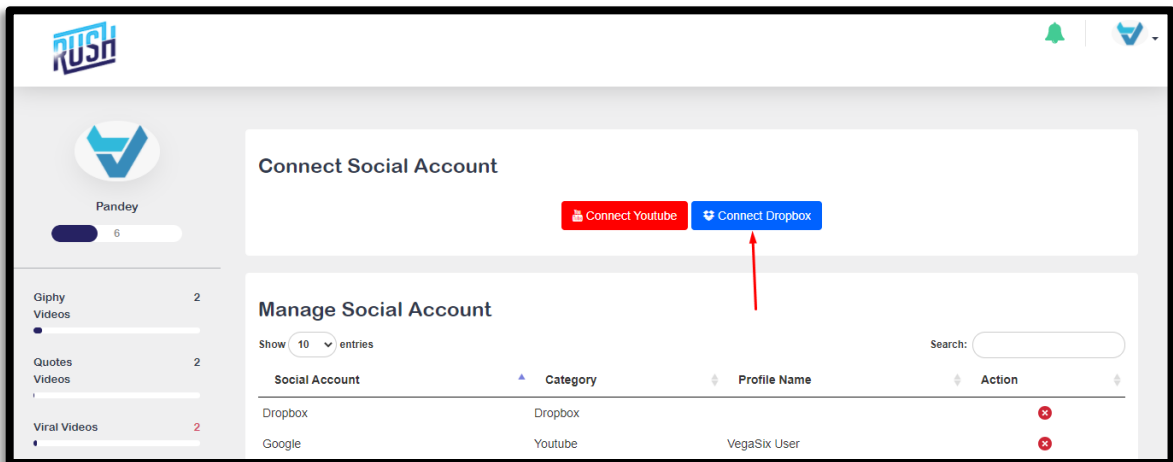 RUSH
Connect Social Account
Connect Youtube
Connect Dropbox
Pandey
6
Giphy Videos 2
Quotes Videos 2
Viral Videos 2
Manage Social Account
Show 10 entries
Search:
Social Account Category Profile Name Action
Dropbox Dropbox
Google Youtube VegaSix User